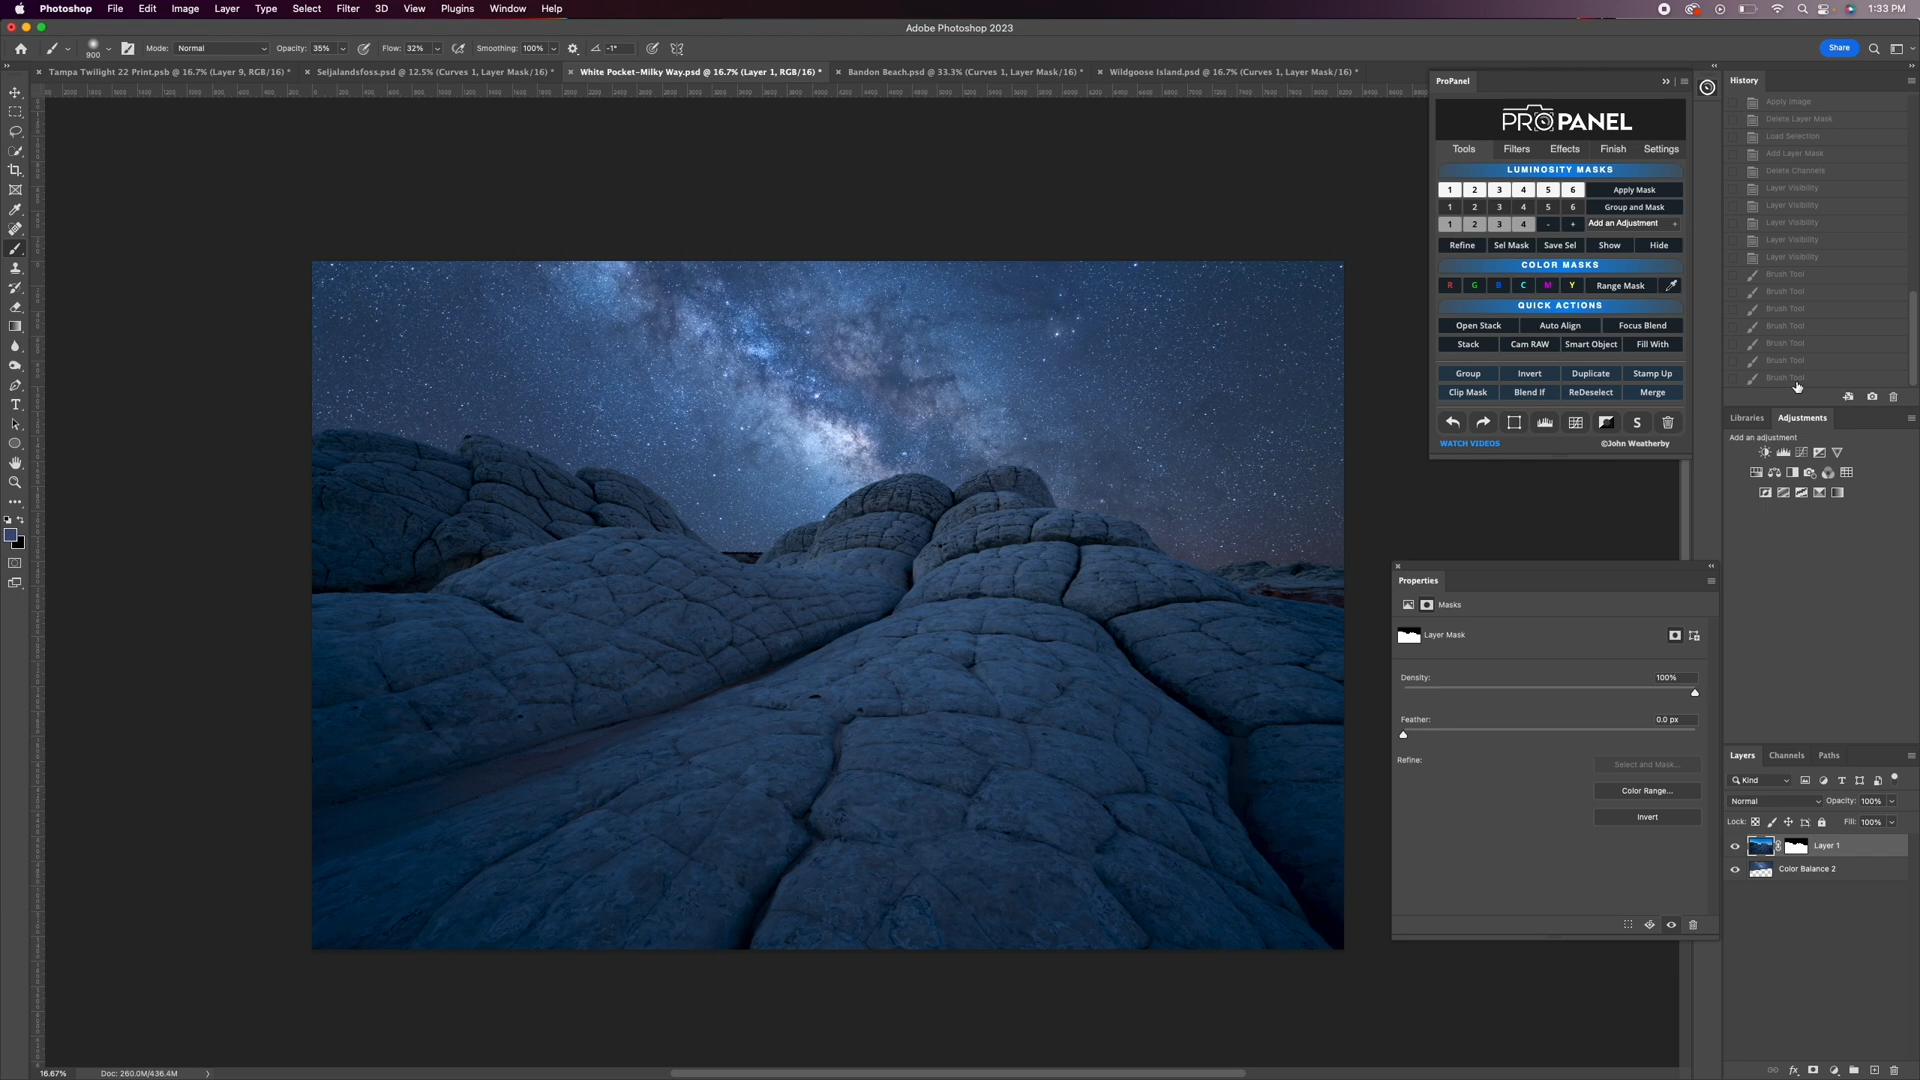 Photoshop File Edit Image Layer Type Select Filter 3D View Plugins Window Help 1:33 PM
Adobe Photoshop 2023
900 Mode: Normal Opacity: 35% Flow: 32% Smoothing: 100% -1° Share
Tampa Twilight 22 Print.psb @ 16.7% (Layer 9, RGB/16) * Seljalandsfoss.psd @ 12.5% (Curves 1, Layer Mask/16) * White Pocket-Milky Way.psd @ 16.7% (Layer 1, RGB/16) * Bandon Beach.psd @ 33.3% (Curves 1, Layer Mask/16) * Wildgoose Island.psd @ 16.7% (Curves 1, Layer Mask/16) *
ProPanel
PROPANEL
Tools Filters Effects Finish Settings
LUMINOSITY MASKS
1 2 3 4 5 6 Apply Mask
1 2 3 4 5 6 Group and Mask
1 2 3 4 - + Add an Adjustment +
Refine Sel Mask Save Sel Show Hide
COLOR MASKS
R G B C M Y Range Mask
QUICK ACTIONS
Open Stack Auto Align Focus Blend
Stack Cam RAW Smart Object Fill With
Group Invert Duplicate Stamp Up
Clip Mask Blend If ReDeselect Merge
S
WATCH VIDEOS ©John Weatherby
History
Apply Image
Delete Layer Mask
Load Selection
Add Layer Mask
Delete Channels
Layer Visibility
Layer Visibility
Layer Visibility
Layer Visibility
Layer Visibility
Brush Tool
Brush Tool
Brush Tool
Brush Tool
Brush Tool
Brush Tool
Brush Tool
Libraries Adjustments
Add an adjustment
Properties
Masks
Layer Mask
Density: 100%
Feather: 0.0 px
Refine: Select and Mask...
Color Range...
Invert
Layers Channels Paths
Kind
Normal Opacity: 100%
Lock: Fill: 100%
Layer 1
Color Balance 2
16.67% Doc: 260.0M/436.4M